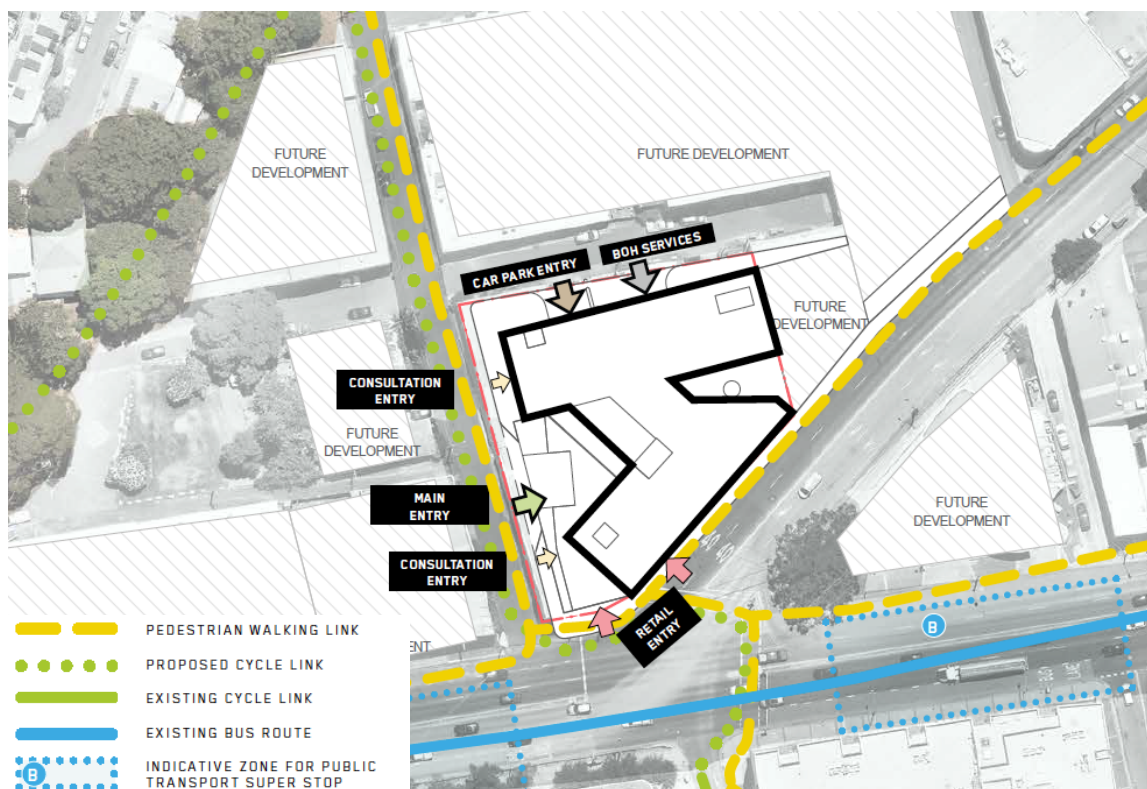 FUTURE
DEVELOPMENT
FUTURE DEVELOPMENT
BOH SERVICES
CAR PARK ENTRY
FUTURE
DEVELOPMENT
CONSULTATION
ENTRY
FUTURE
DEVELOPMENT
MAIN
ENTRY
FUTURE
DEVELOPMENT
CONSULTATION
ENTRY
RETAIL
ENTRY
B
ENT
PEDESTRIAN WALKING LINK
PROPOSED CYCLE LINK
EXISTING CYCLE LINK
EXISTING BUS ROUTE
B
INDICATIVE ZONE FOR PUBLIC
TRANSPORT SUPER STOP